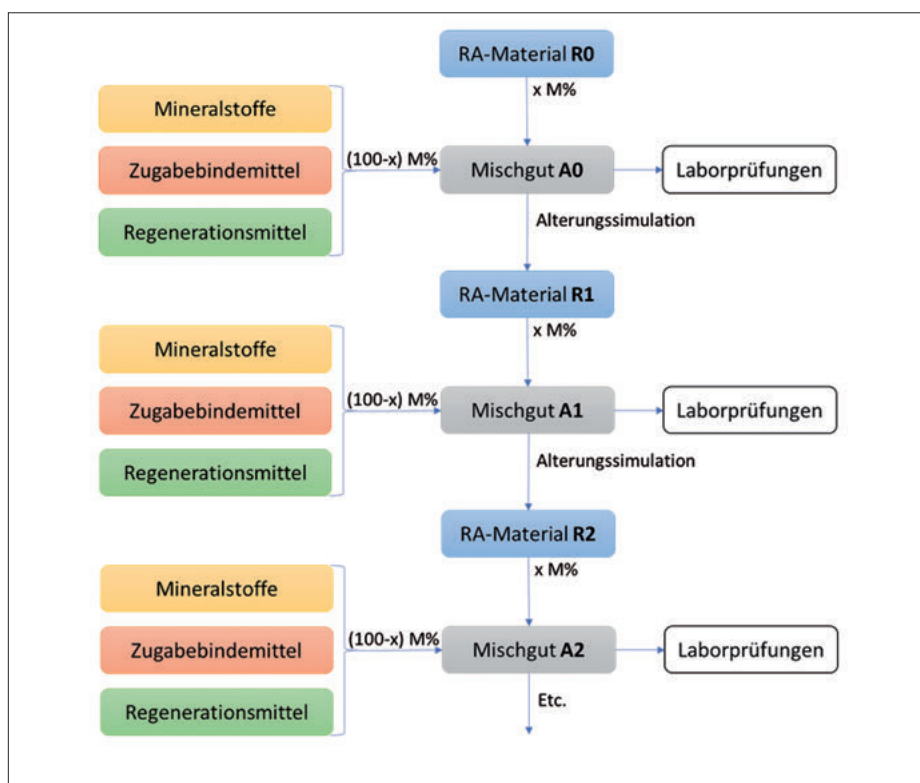 RA-Material R0
x M%
Mineralstoffe
Zugabebindemittel
Regenerationsmittel
(100-x) M%
Mischgut A0
Laborprüfungen
Alterungssimulation
RA-Material R1
x M%
Mineralstoffe
Zugabebindemittel
Regenerationsmittel
(100-x) M%
Mischgut A1
Laborprüfungen
Alterungssimulation
RA-Material R2
x M%
Mineralstoffe
Zugabebindemittel
Regenerationsmittel
(100-x) M%
Mischgut A2
Laborprüfungen
Etc.